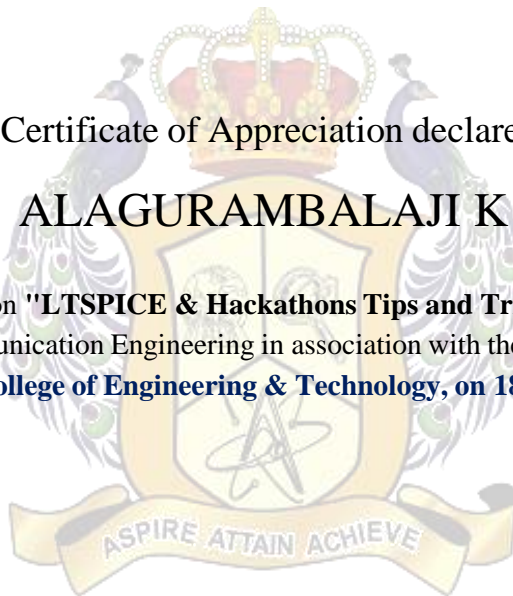 Certificate of Appreciation declare
ALAGURAMBALAJI K
on "LTSPICE & Hackathons Tips and Tr
unication Engineering in association with the
ollege of Engineering & Technology, on 18
ASPIRE ATTAIN ACHIEVE